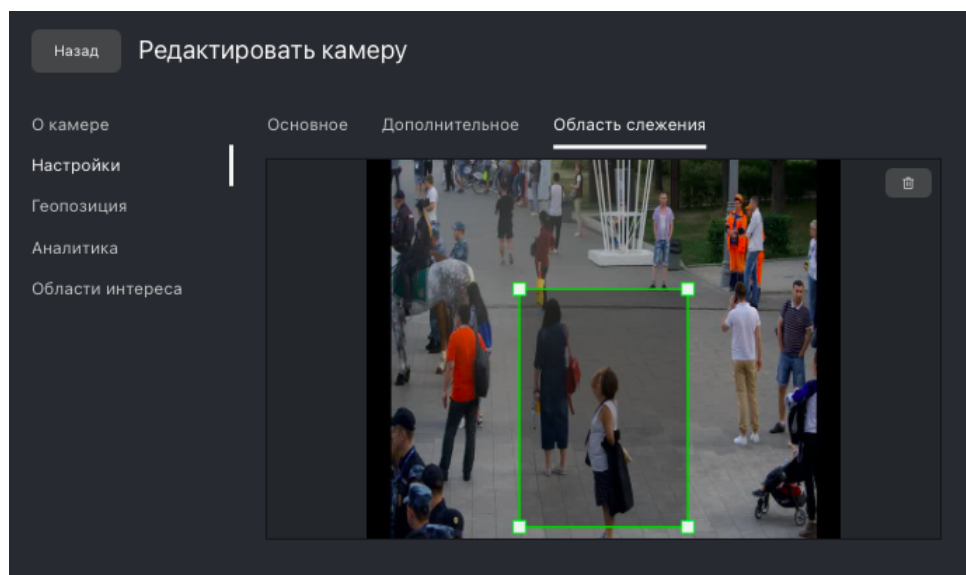 Назад
Редактировать камеру
О камере
Настройки
Геопозиция
Аналитика
Области интереса
Основное
Дополнительное
Область слежения